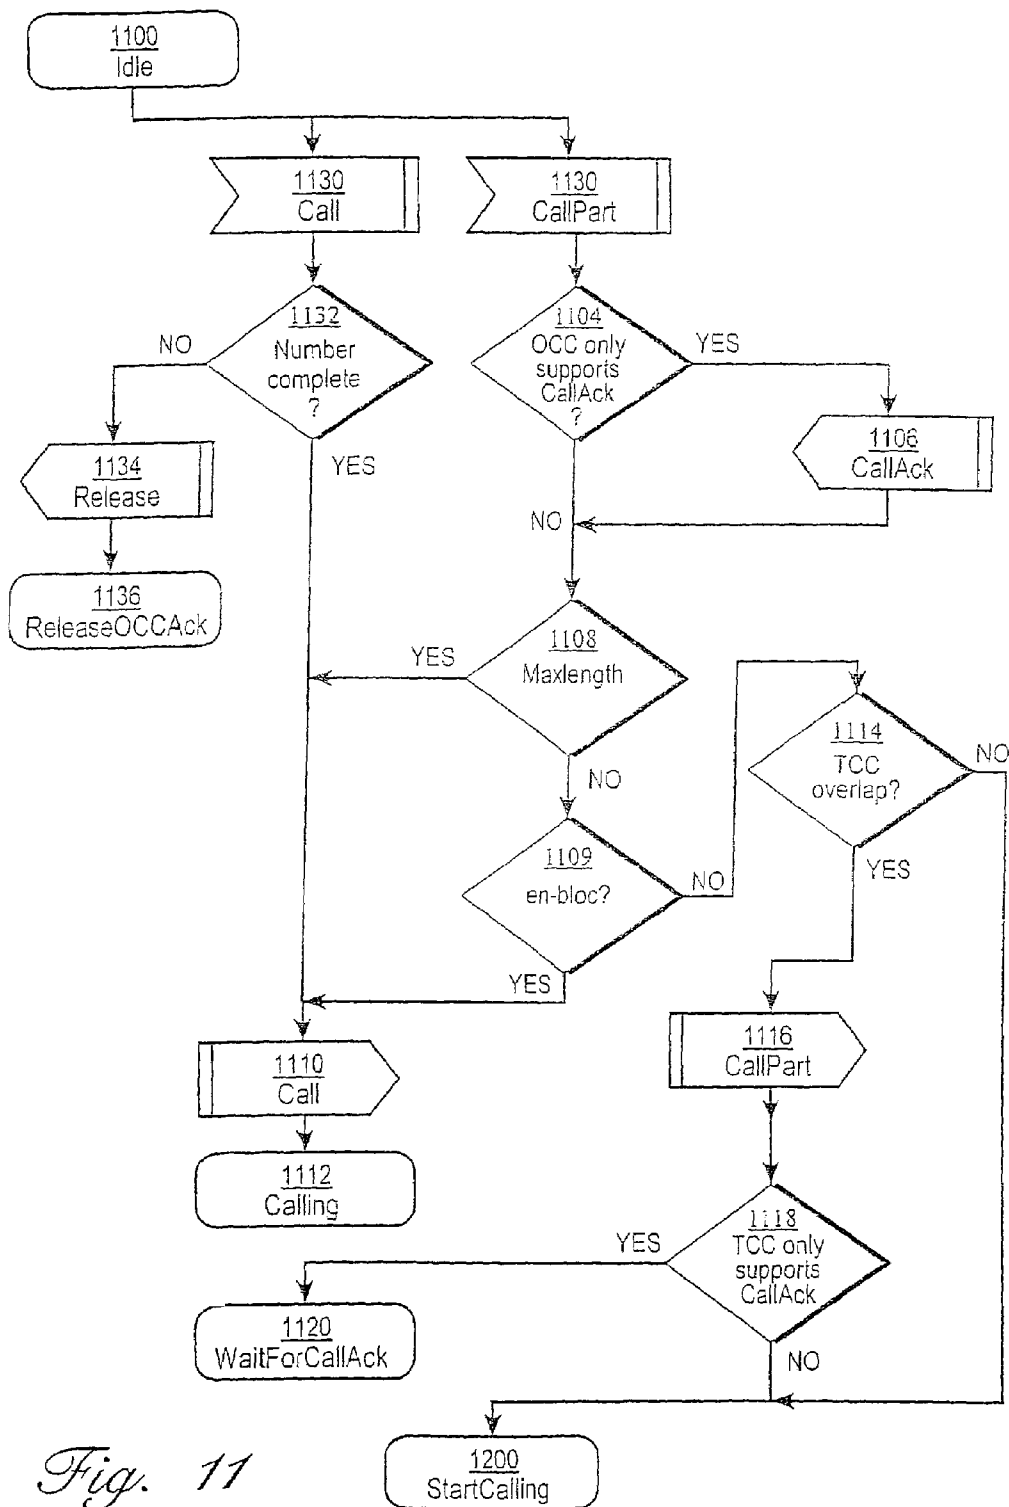 1100
Idle
1130
Call
1130
CallPart
1132
Number
complete
?
NO
YES
1104
OCC only
supports
CallAck
?
YES
NO
1134
Release
1106
CallAck
1136
ReleaseOCCAck
1108
Maxlength
YES
NO
1114
TCC
overlap?
NO
YES
1109
en-bloc?
NO
YES
1110
Call
1116
CallPart
1112
Calling
1118
TCC only
supports
CallAck
YES
NO
1120
WaitForCallAck
1200
StartCalling
Fig. 11